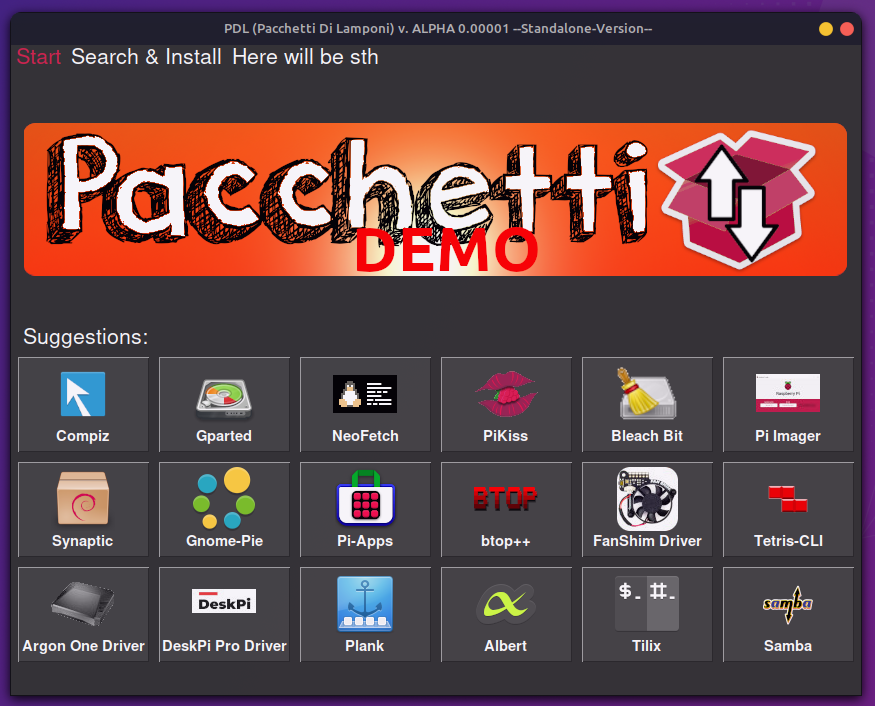 PDL (Pacchetti Di Lamponi) v. ALPHA 0.00001 --Standalone-Version--
Start Search & Install Here will be sth
Pacchetti
DEMO
Suggestions:
Compiz Gparted NeoFetch PiKiss Bleach Bit Pi Imager
BTOP
Synaptic Gnome-Pie Pi-Apps btop++ FanShim Driver Tetris-CLI
DeskPi $_ #_ samba
Argon One Driver DeskPi Pro Driver Plank Albert Tilix Samba